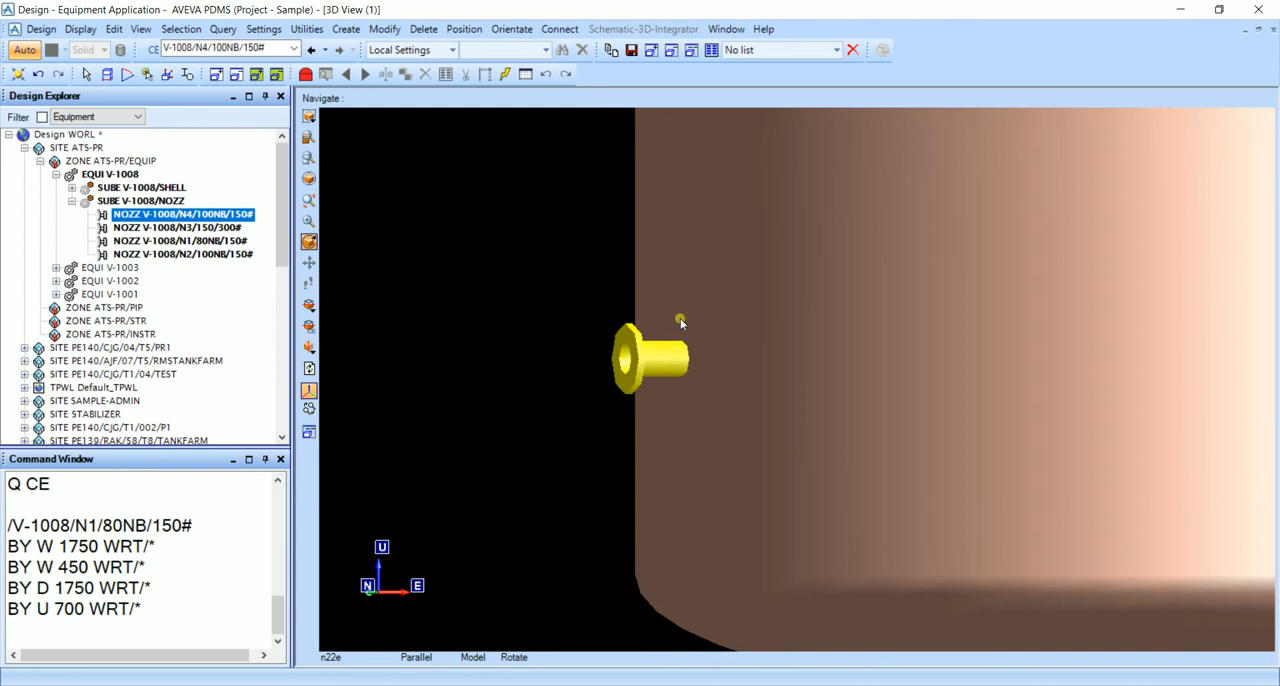 Design - Equipment Application - AVEVA PDMS (Project - Sample) - [3D View (1)]
Design Display Edit View Selection Query Settings Utilities Create Modify Delete Position Orientate Connect Schematic-3D-Integrator Window Help
Auto Solid CE V-1008/N4/100NB/150# Local Settings No list
Design Explorer
Navigate :
Filter Equipment
Design WORL *
SITE ATS-PR
ZONE ATS-PR/EQUIP
EQUI V-1008
SUBE V-1008/SHELL
SUBE V-1008/NOZZ
NOZZ V-1008/N4/100NB/150#
NOZZ V-1008/N3/150/300#
NOZZ V-1008/N1/80NB/150#
NOZZ V-1008/N2/100NB/150#
EQUI V-1003
EQUI V-1002
EQUI V-1001
ZONE ATS-PR/PIP
ZONE ATS-PR/STR
ZONE ATS-PR/INSTR
SITE PE140/CJG/04/T5/PR1
SITE PE140/AJF/07/T5/RMSTANKFARM
SITE PE140/CJG/T1/04/TEST
TPWL Default_TPWL
SITE SAMPLE-ADMIN
SITE STABILIZER
SITE PE140/CJG/T1/002/P1
SITE PE139/RAK/58/T8/TANKFARM
Command Window
Q CE
/V-1008/N1/80NB/150#
BY W 1750 WRT/*
BY W 450 WRT/*
BY D 1750 WRT/*
BY U 700 WRT/*
U
N E
n22e Parallel Model Rotate